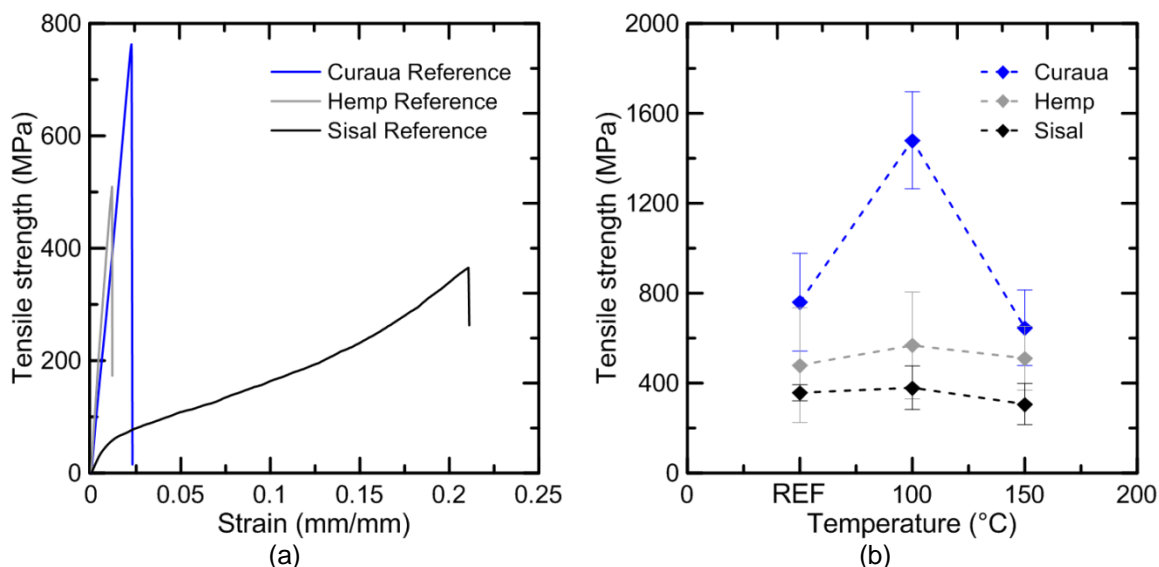 800
600
400
200
0
Tensile strength (MPa)
Curaua Reference
Hemp Reference
Sisal Reference
0 0.05 0.1 0.15 0.2 0.25
Strain (mm/mm)
(a)
2000
1600
1200
800
400
0
Tensile strength (MPa)
Curaua
Hemp
Sisal
0 REF 100 150 200
Temperature (°C)
(b)